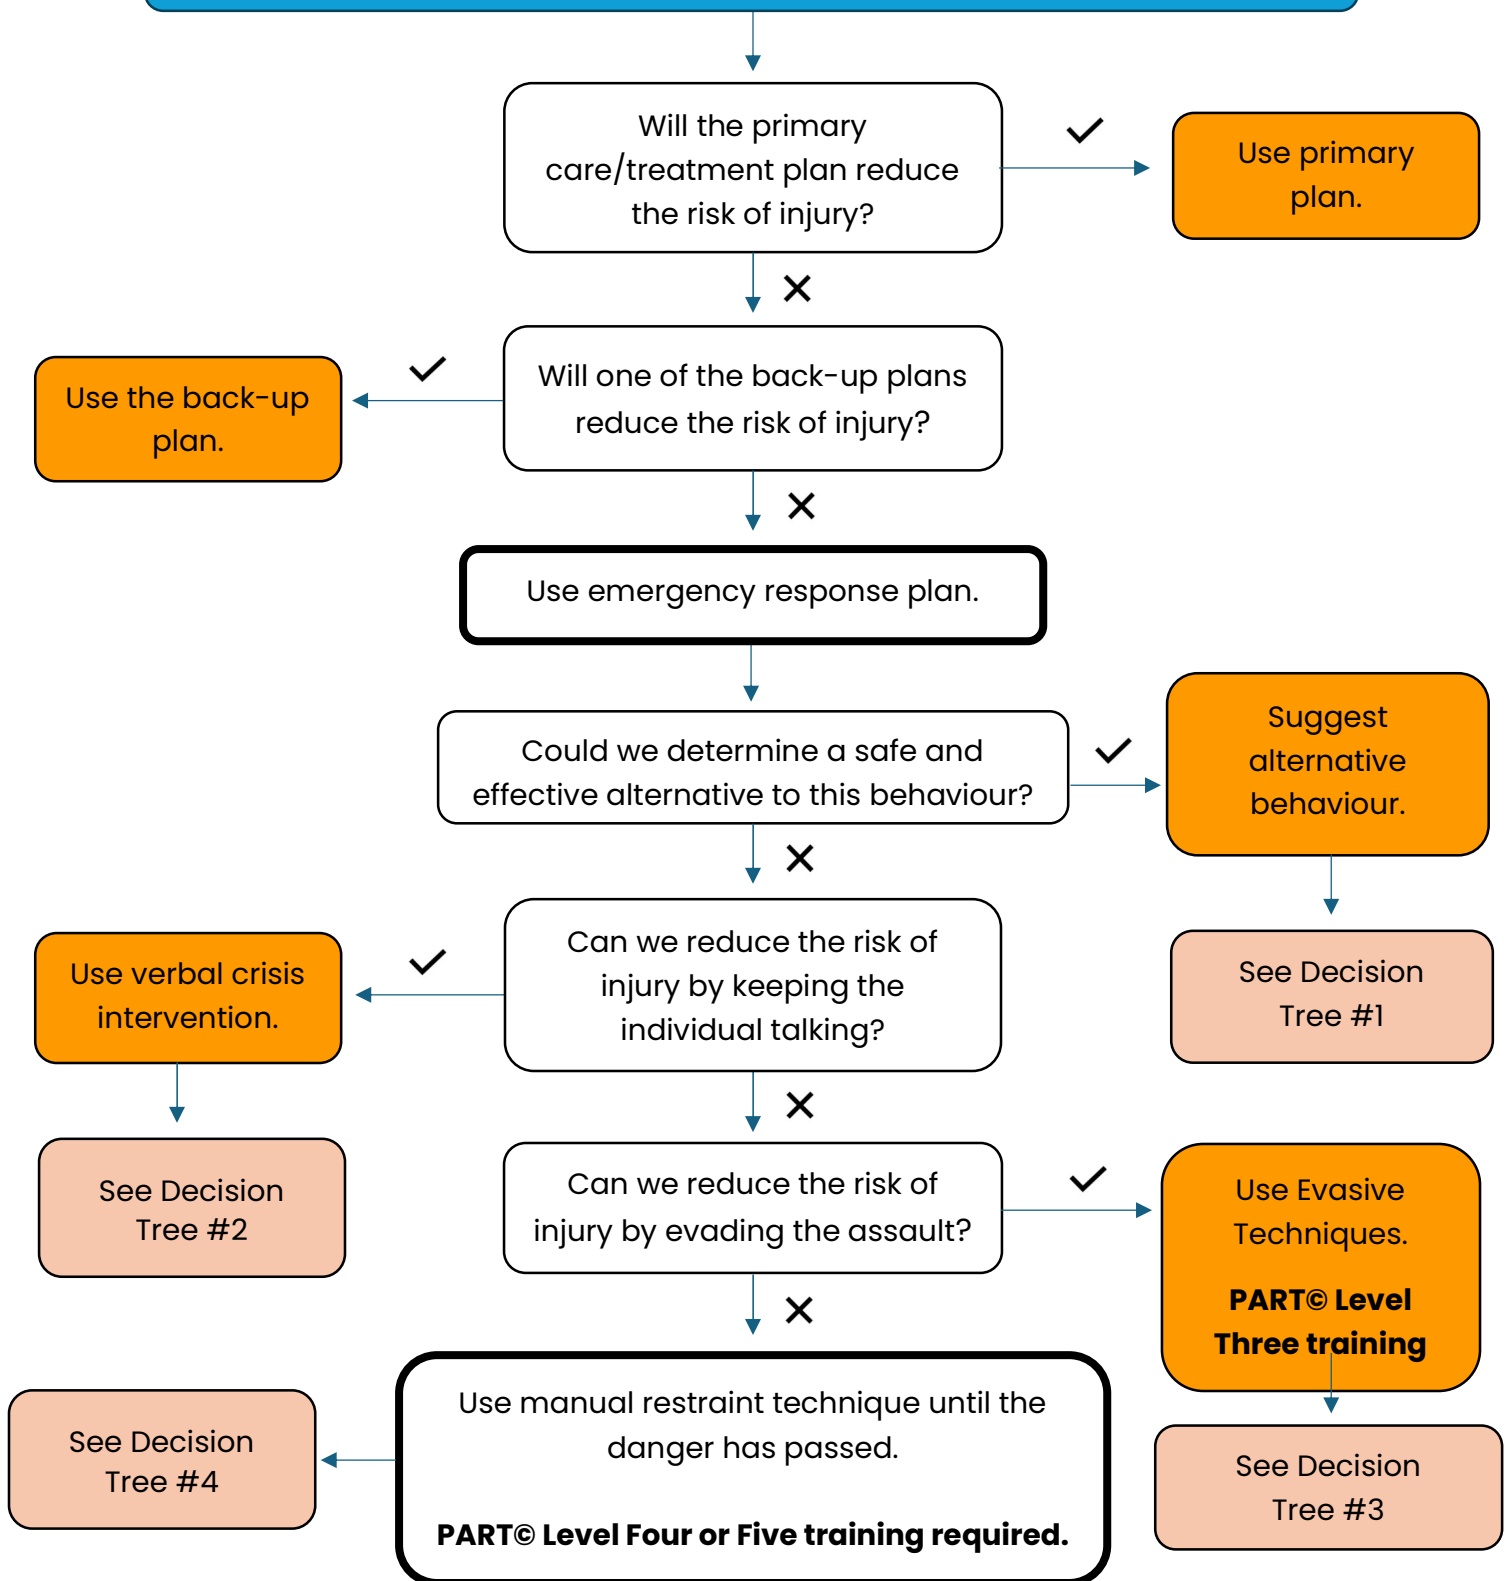 Will the primary
care/treatment plan reduce
the risk of injury?
Use primary
plan.
Will one of the back-up plans
reduce the risk of injury?
Use the back-up
plan.
Use emergency response plan.
Could we determine a safe and
effective alternative to this behaviour?
Suggest
alternative
behaviour.
See Decision
Tree #1
Can we reduce the risk of
injury by keeping the
individual talking?
Use verbal crisis
intervention.
See Decision
Tree #2
Can we reduce the risk of
injury by evading the assault?
Use Evasive
Techniques.
PART© Level
Three training
See Decision
Tree #3
Use manual restraint technique until the
danger has passed.
PART© Level Four or Five training required.
See Decision
Tree #4